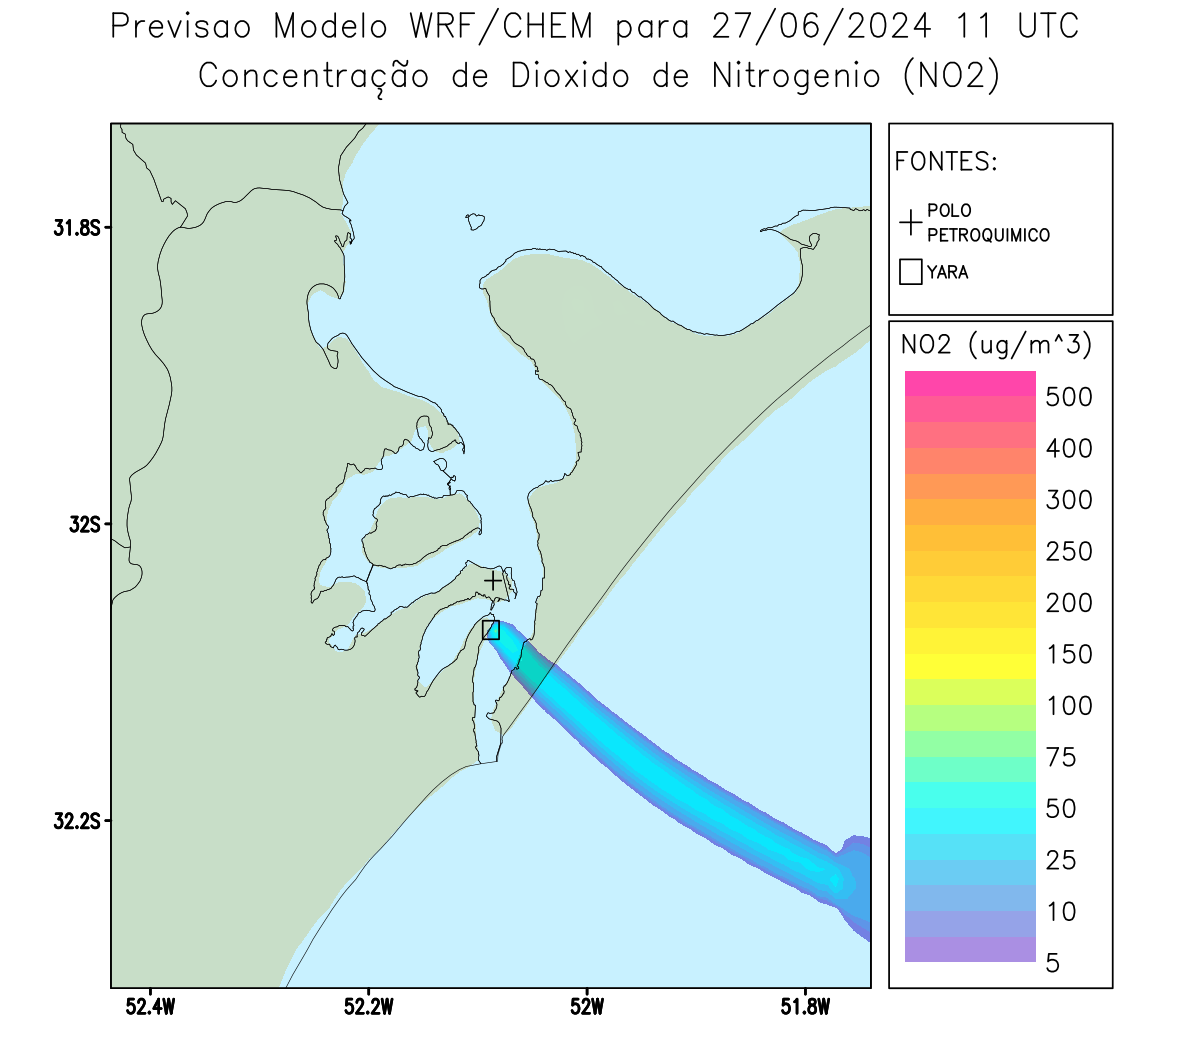 Previsao Modelo WRF/CHEM para 27/06/2024 11 UTC
Concentração de Dioxido de Nitrogenio (NO2)
FONTES:
POLO
PETROQUIMICO
YARA
NO2 (ug/m^3)
500
400
300
250
200
150
100
75
50
25
10
5
31.8S
32S
32.2S
52.4W
52.2W
52W
51.8W